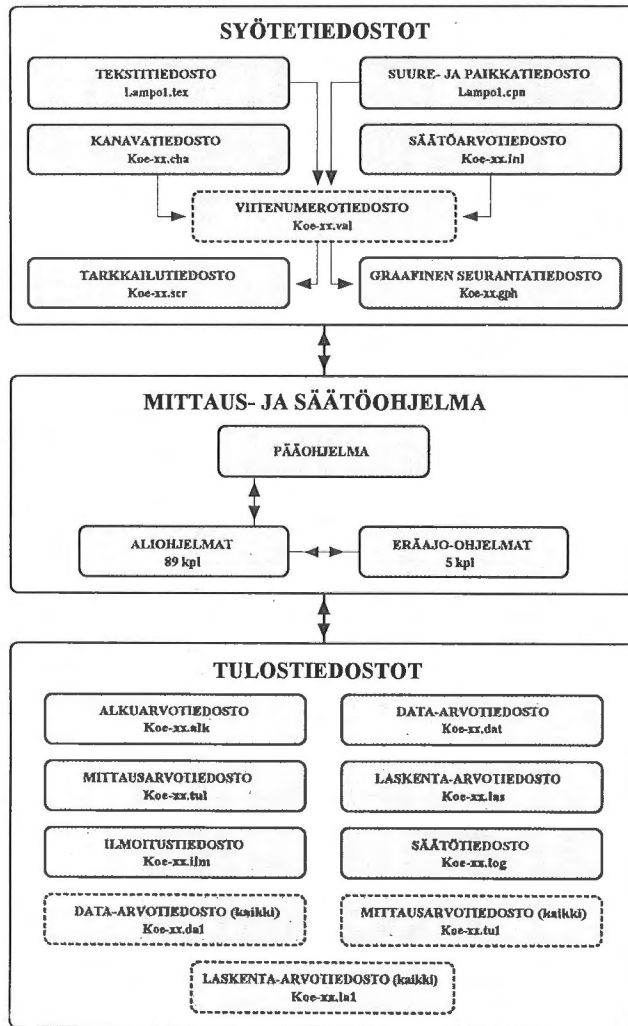 SYÖTETIEDOSTOT
TEKSTITIEDOSTO
Lampo1.tex
SUURE- JA PAIKKATIEDOSTO
Lampo1.cpn
KANAVATIEDOSTO
Koe-xx.cha
SÄÄTÖARVOTIEDOSTO
Koe-xx.inl
VIITENUMEROTIEDOSTO
Koe-xx.val
TARKKAILUTIEDOSTO
Koe-xx.scr
GRAAFINEN SEURANTATIEDOSTO
Koe-xx.gph
MITTAUS- JA SÄÄTÖOHJELMA
PÄÄOHJELMA
ALIOHJELMAT
89 kpl
ERÄAJO-OHJELMAT
5 kpl
TULOSTIEDOSTOT
ALKUARVOTIEDOSTO
Koe-xx.alk
DATA-ARVOTIEDOSTO
Koe-xx.dat
MITTAUSARVOTIEDOSTO
Koe-xx.tul
LASKENTA-ARVOTIEDOSTO
Koe-xx.las
ILMOITUSTIEDOSTO
Koe-xx.ilm
SÄÄTÖTIEDOSTO
Koe-xx.log
DATA-ARVOTIEDOSTO (kaikki)
Koe-xx.da1
MITTAUSARVOTIEDOSTO (kaikki)
Koe-xx.tu1
LASKENTA-ARVOTIEDOSTO (kaikki)
Koe-xx.la1